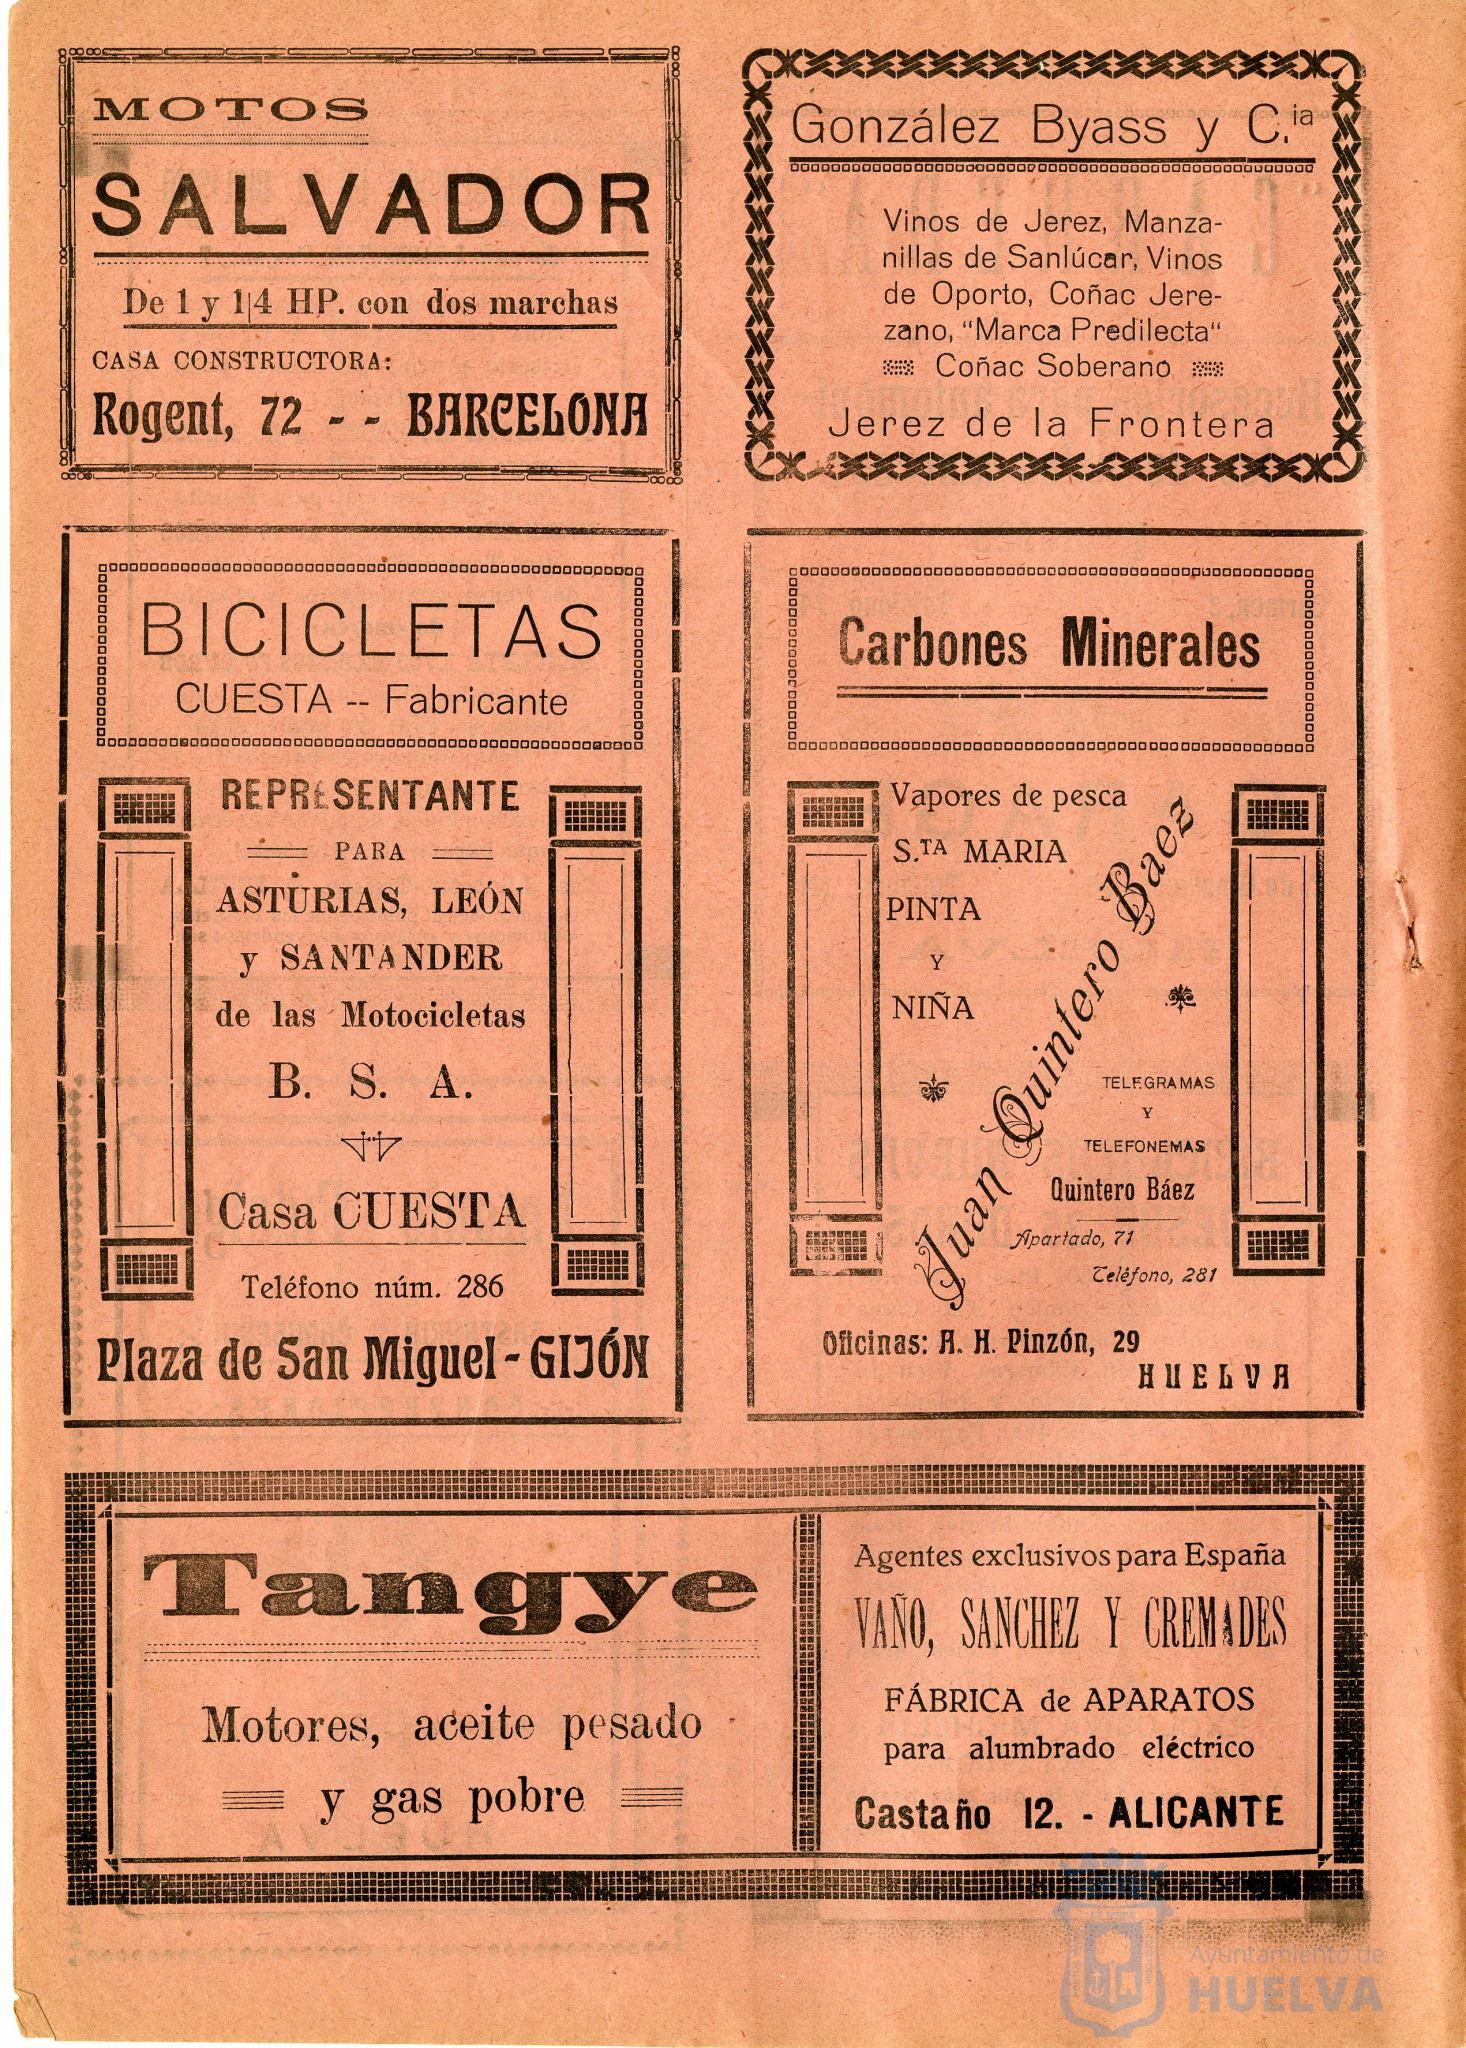 MOTOS
SALVADOR
De 1 y 1|4 HP. con dos marchas
CASA CONSTRUCTORA:
Rogent, 72 - - BARCELONA
González Byass y C.ia
Vinos de Jerez, Manza-
nillas de Sanlúcar, Vinos
de Oporto, Coñac Jere-
zano, "Marca Predilecta"
Coñac Soberano
Jerez de la Frontera
BICICLETAS
CUESTA -- Fabricante
REPRESENTANTE
PARA
ASTURIAS, LEÓN
y SANTANDER
de las Motocicletas
B. S. A.
Casa CUESTA
Teléfono núm. 286
Plaza de San Miguel - GIJÓN
Carbones Minerales
Vapores de pesca
S.TA MARIA
PINTA
Y
NIÑA
Juan Quintero Baez
TELEGRAMAS
Y
TELEFONEMAS
Quintero Báez
Apartado, 71
Teléfono, 281
Oficinas: A. H. Pinzón, 29
HUELVA
Tangye
Motores, aceite pesado
y gas pobre
Agentes exclusivos para España
VAÑO, SANCHEZ Y CREMADES
FÁBRICA de APARATOS
para alumbrado eléctrico
Castaño 12. - ALICANTE
Ayuntamiento de
HUELVA